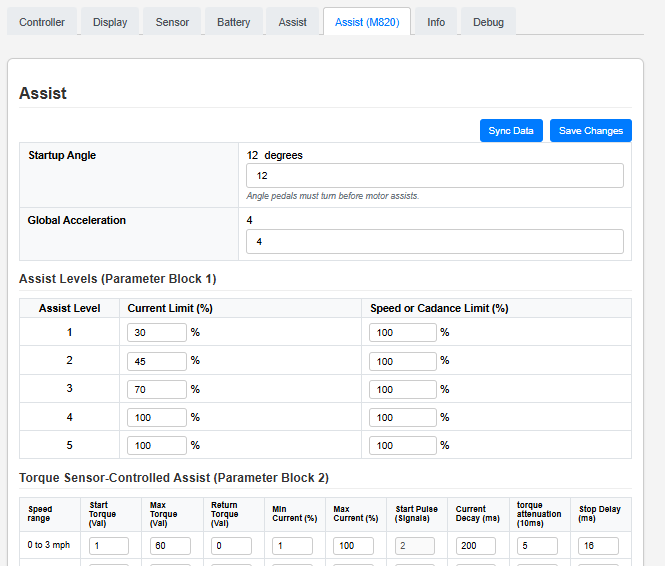 Controller Display Sensor Battery Assist Assist (M820) Info Debug
Assist
Sync Data Save Changes
Startup Angle
12 degrees
12
Angle pedals must turn before motor assists.
Global Acceleration
4
4
Assist Levels (Parameter Block 1)
Assist Level Current Limit (%) Speed or Cadance Limit (%)
1 30 % 100 %
2 45 % 100 %
3 70 % 100 %
4 100 % 100 %
5 100 % 100 %
Torque Sensor-Controlled Assist (Parameter Block 2)
Speed range Start Torque (Val) Max Torque (Val) Return Torque (Val) Min Current (%) Max Current (%) Start Pulse (Signals) Current Decay (ms) torque attenuation (10ms) Stop Delay (ms)
0 to 3 mph 1 60 0 1 100 2 200 5 16